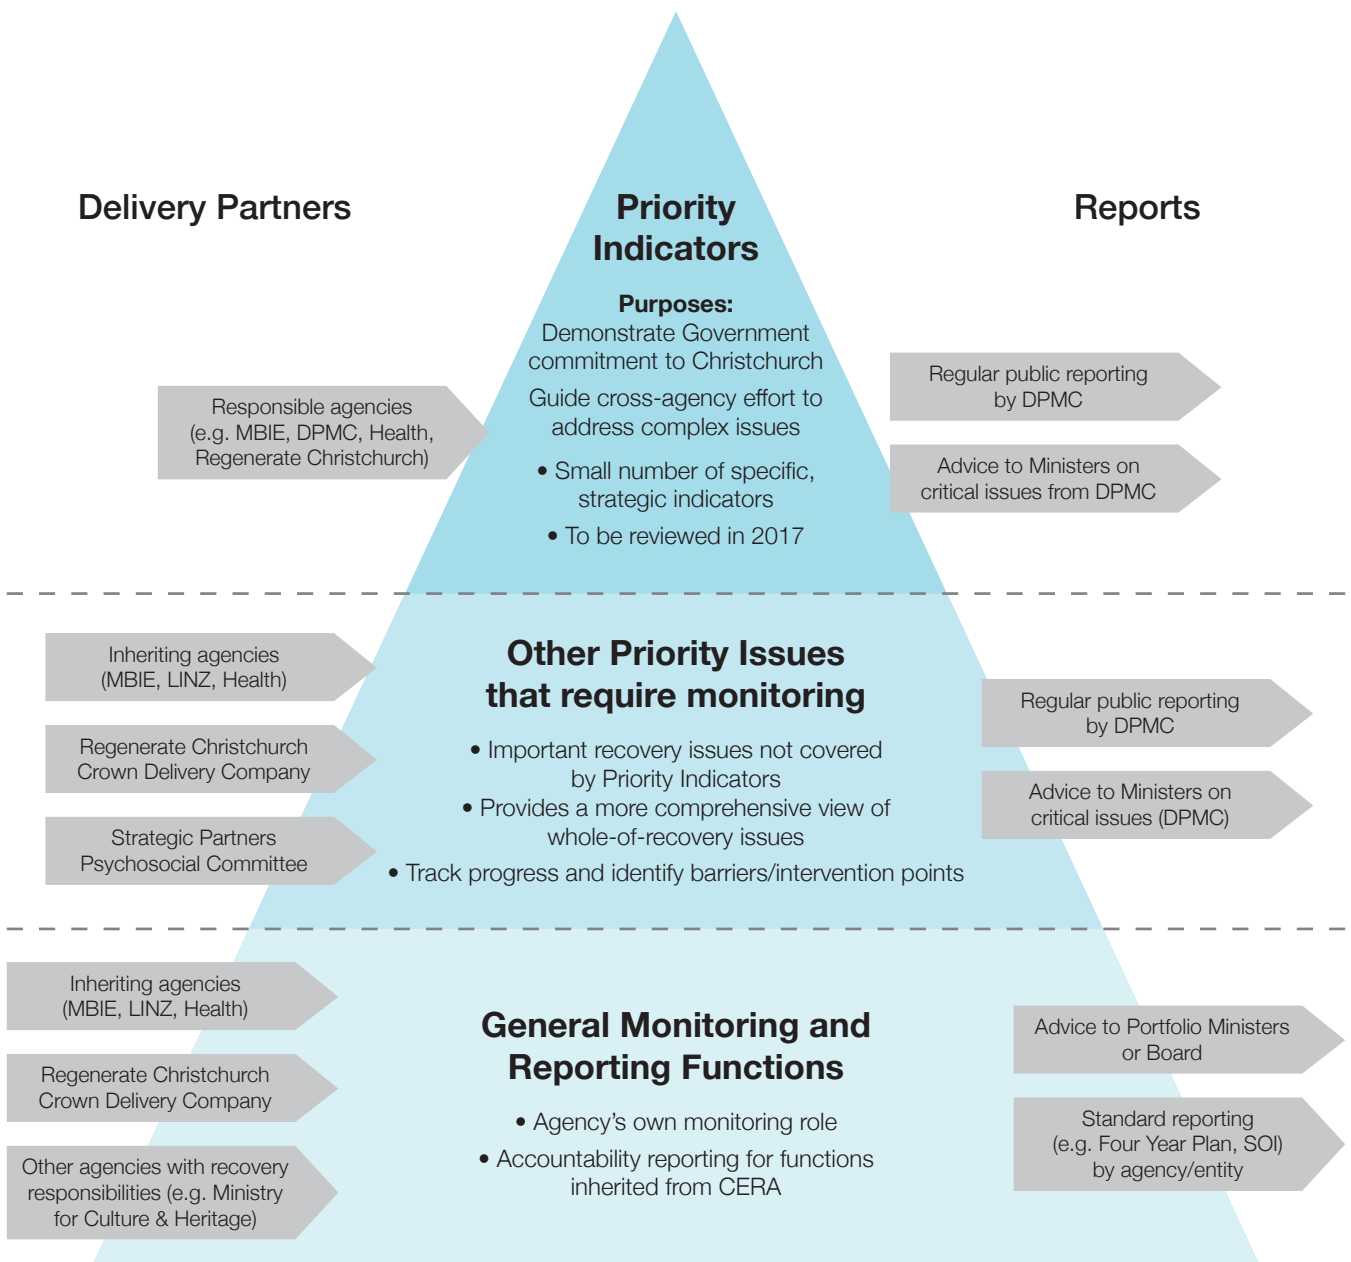 Delivery Partners
Priority
Indicators
Reports
Purposes:
Demonstrate Government
commitment to Christchurch
Guide cross-agency effort to
address complex issues
• Small number of specific,
strategic indicators
• To be reviewed in 2017
Responsible agencies
(e.g. MBIE, DPMC, Health,
Regenerate Christchurch)
Regular public reporting
by DPMC
Advice to Ministers on
critical issues from DPMC
Inheriting agencies
(MBIE, LINZ, Health)
Regenerate Christchurch
Crown Delivery Company
Strategic Partners
Psychosocial Committee
Other Priority Issues
that require monitoring
• Important recovery issues not covered
by Priority Indicators
• Provides a more comprehensive view of
whole-of-recovery issues
• Track progress and identify barriers/intervention points
Regular public reporting
by DPMC
Advice to Ministers on
critical issues (DPMC)
Inheriting agencies
(MBIE, LINZ, Health)
Regenerate Christchurch
Crown Delivery Company
Other agencies with recovery
responsibilities (e.g. Ministry
for Culture & Heritage)
General Monitoring and
Reporting Functions
• Agency’s own monitoring role
• Accountability reporting for functions
inherited from CERA
Advice to Portfolio Ministers
or Board
Standard reporting
(e.g. Four Year Plan, SOI)
by agency/entity